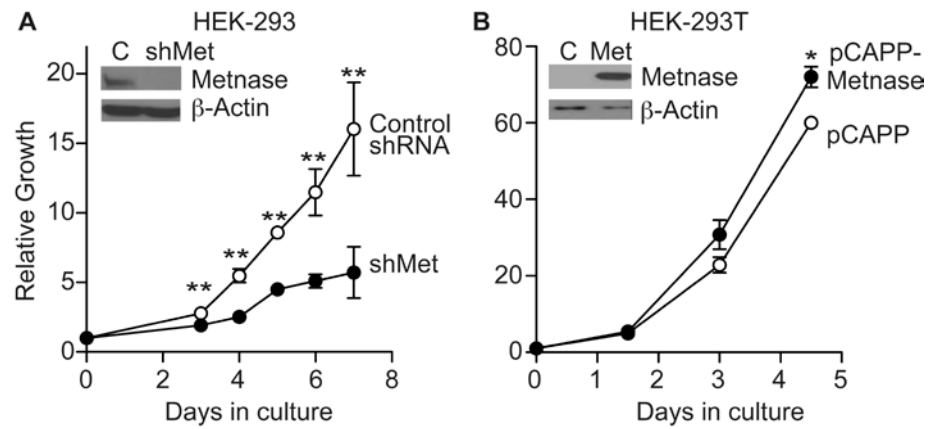 A HEK-293
C shMet
Metnase
β-Actin
**
**
**
**
**
Control
shRNA
shMet
Relative Growth
20
15
10
5
0
0 2 4 6 8
Days in culture
B HEK-293T
C Met
Metnase
β-Actin
* pCAPP-
Metnase
pCAPP
80
60
40
20
0
0 1 2 3 4 5
Days in culture